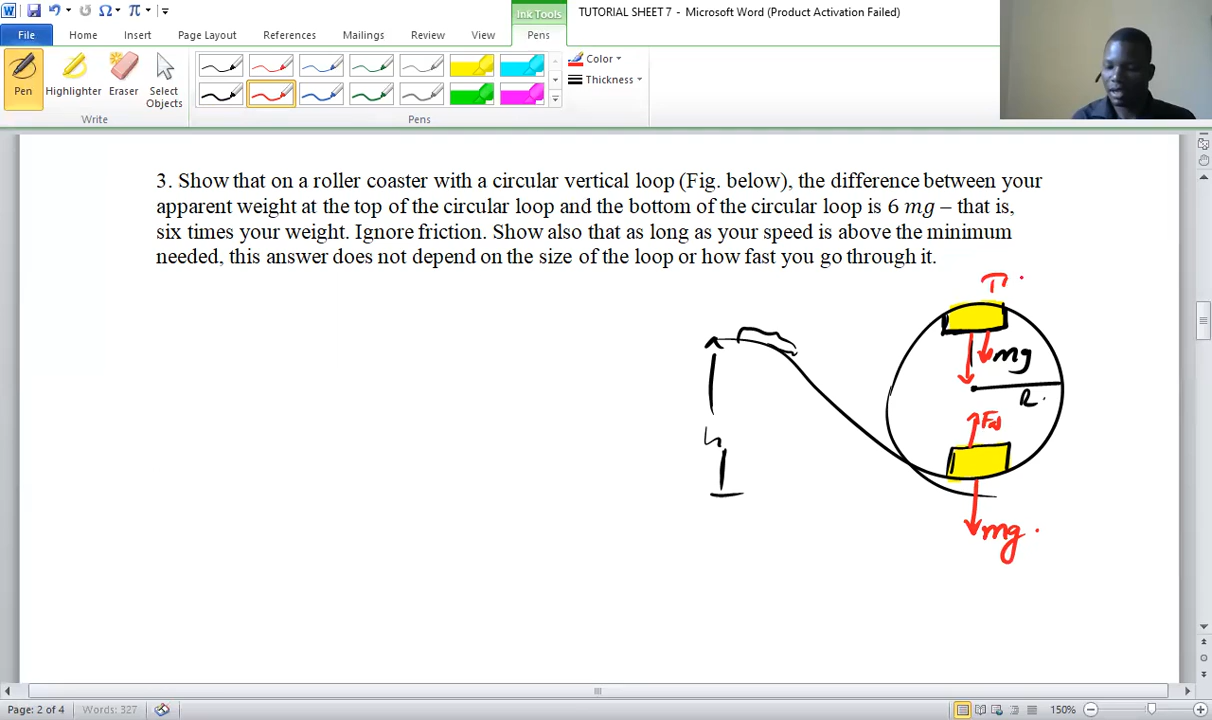 TUTORIAL SHEET 7 - Microsoft Word (Product Activation Failed)
Ink Tools
File Home Insert Page Layout References Mailings Review View Pens
Pen Highlighter Eraser Select Objects
Color
Thickness
Write
Pens
3. Show that on a roller coaster with a circular vertical loop (Fig. below), the difference between your
apparent weight at the top of the circular loop and the bottom of the circular loop is 6 mg – that is,
six times your weight. Ignore friction. Show also that as long as your speed is above the minimum
needed, this answer does not depend on the size of the loop or how fast you go through it.
mg
R.
h
mg
Page: 2 of 4 Words: 327 150%